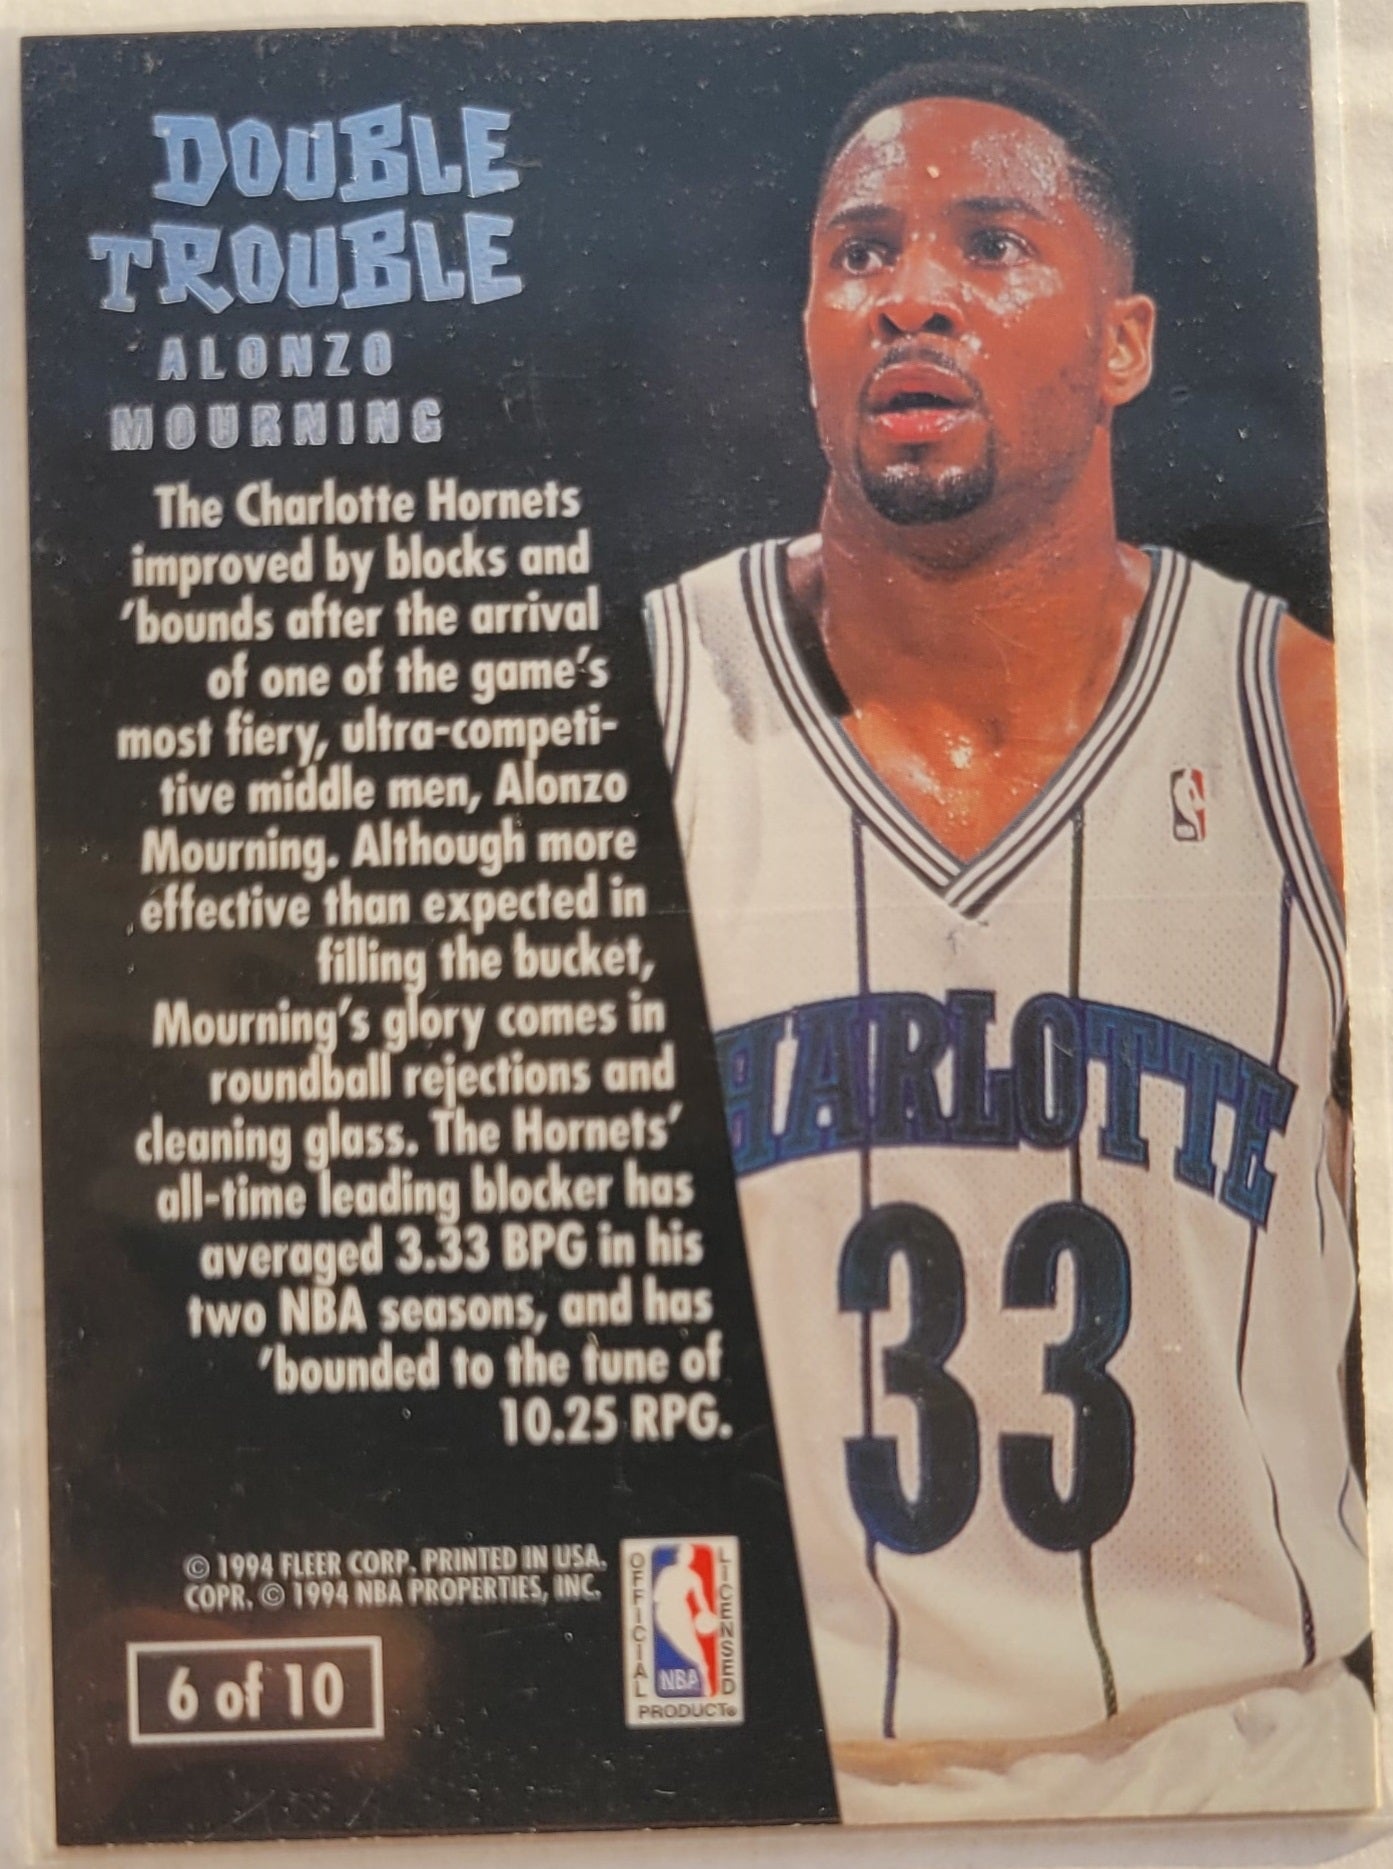 DOUBLE
TROUBLE
ALONZO
MOURNING
The Charlotte Hornets
improved by blocks and
'bounds after the arrival
of one of the game's
most fiery, ultra-competi-
tive middle men, Alonzo
Mourning. Although more
effective than expected in
filling the bucket,
Mourning's glory comes in
roundball rejections and
cleaning glass. The Hornets'
all-time leading blocker has
averaged 3.33 BPG in his
two NBA seasons, and has
'bounded to the tune of
10.25 RPG.
© 1994 FLEER CORP. PRINTED IN USA.
COPR. © 1994 NBA PROPERTIES, INC.
6 of 10
OFFICIAL
LICENSED
NBA
PRODUCT®
NBA
HARLOTTE
33